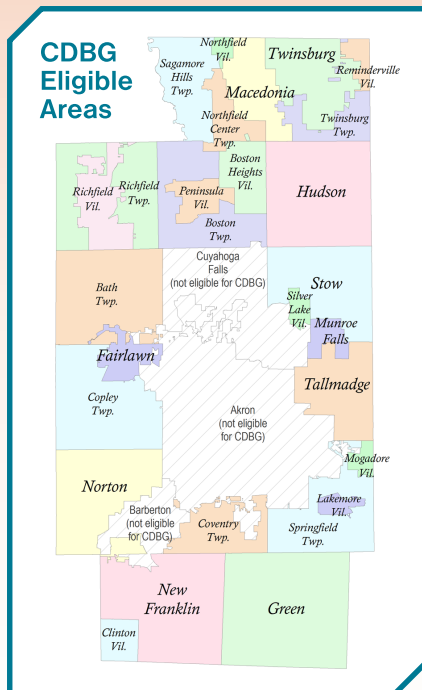 CDBG
Eligible
Areas
Northfield
Vil.
Twinsburg
Sagamore
Hills
Twp.
Reminderville
Vil.
Macedonia
Northfield
Center
Twp.
Twinsburg
Twp.
Richfield
Vil.
Richfield
Twp.
Peninsula
Vil.
Boston
Heights
Vil.
Hudson
Boston
Twp.
Cuyahoga
Falls
(not eligible for CDBG)
Bath
Twp.
Stow
Silver
Lake
Vil.
Munroe
Falls
Fairlawn
Tallmadge
Copley
Twp.
Akron
(not eligible
for CDBG)
Mogadore
Vil.
Norton
Barberton
(not eligible
for CDBG)
Coventry
Twp.
Lakemore
Vil.
Springfield
Twp.
New
Franklin
Green
Clinton
Vil.